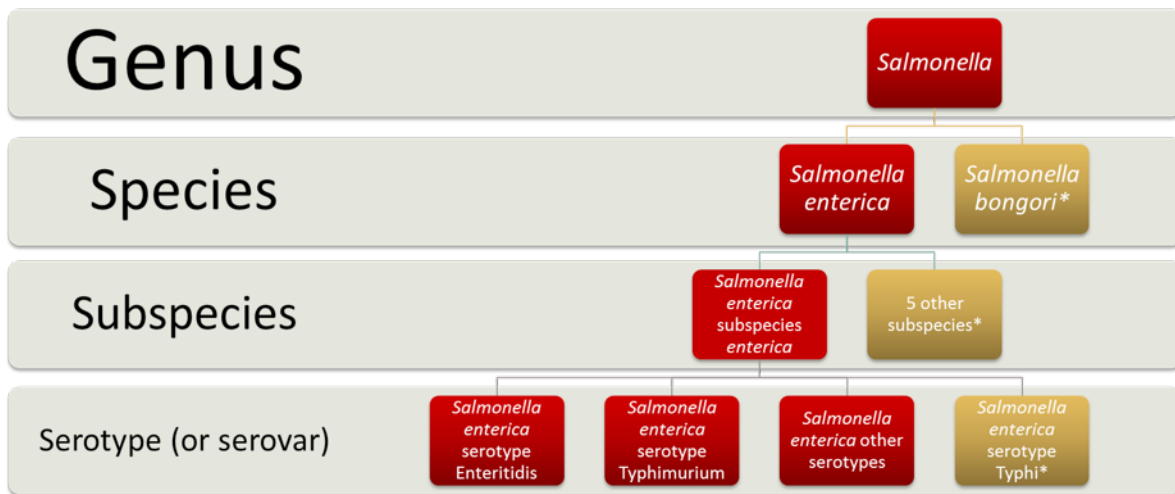 Genus
Salmonella
Species
Salmonella
enterica
Salmonella
bongori*
Subspecies
Salmonella
enterica
subspecies
enterica
5 other
subspecies*
Serotype (or serovar)
Salmonella
enterica
serotype
Enteritidis
Salmonella
enterica
serotype
Typhimurium
Salmonella
enterica other
serotypes
Salmonella
enterica
serotype
Typhi*